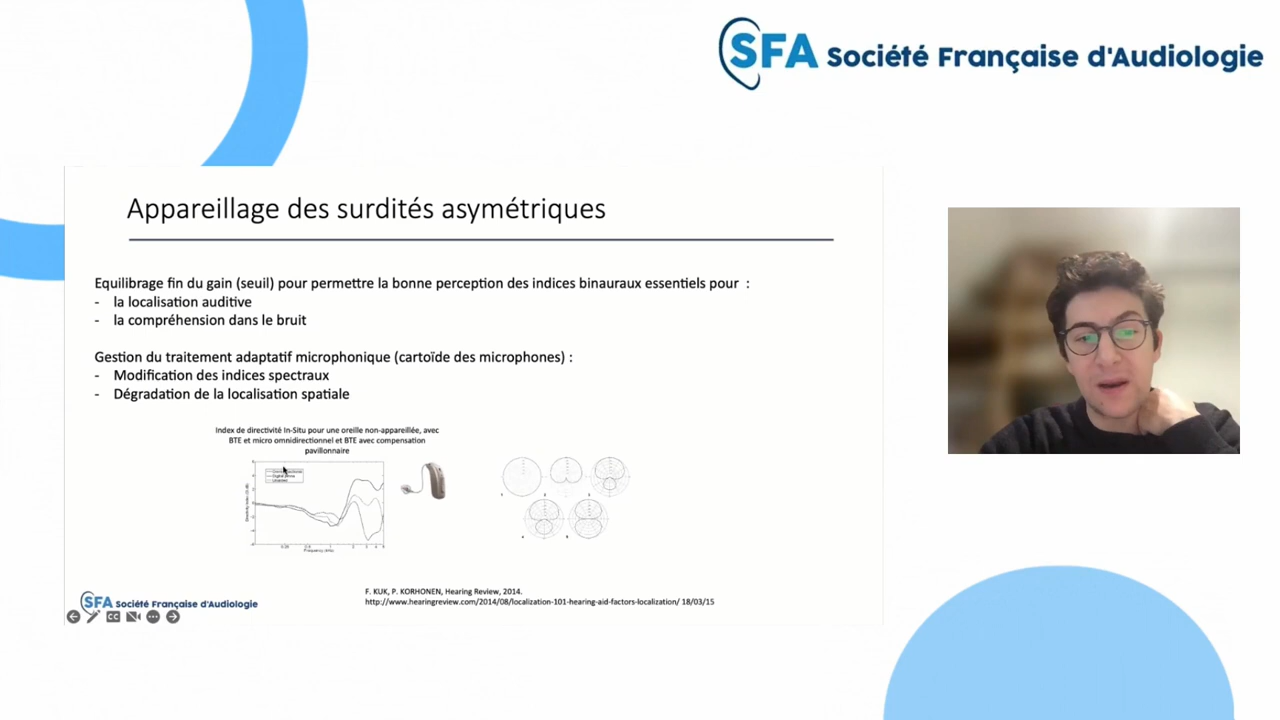 SFA Société Française d'Audiologie
Appareillage des surdités asymétriques
Equilibrage fin du gain (seuil) pour permettre la bonne perception des indices binauraux essentiels pour :
- la localisation auditive
- la compréhension dans le bruit
Gestion du traitement adaptatif microphonique (cartoïde des microphones) :
- Modification des indices spectraux
- Dégradation de la localisation spatiale
Index de directivité In-Situ pour une oreille non-appareillée, avec
BTE et micro omnidirectionnel et BTE avec compensation
pavillonnaire
Frequency (kHz)
F. KUK, P. KORHONEN, Hearing Review, 2014.
http://www.hearingreview.com/2014/08/localization-101-hearing-aid-factors-localization/ 18/03/15
SFA Société Française d'Audiologie
CC